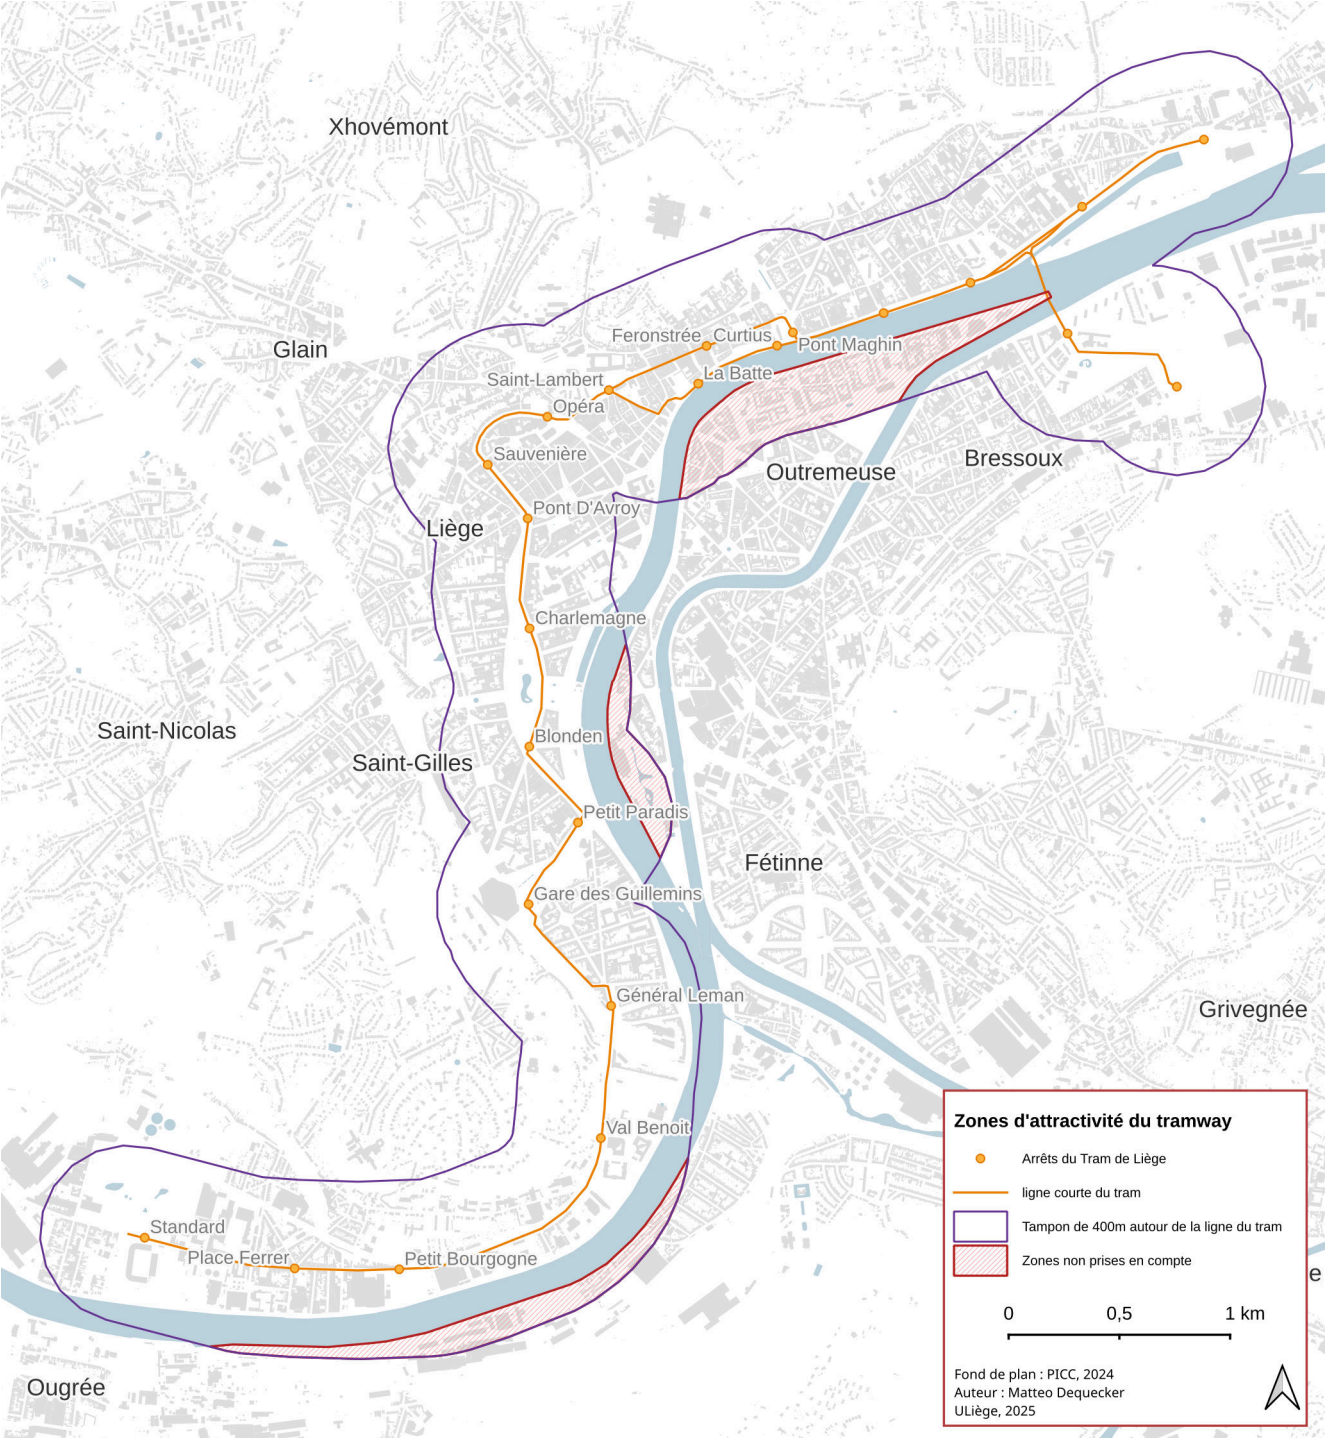 Xhovémont
Feronstrée
Curtius
Pont Maghin
Glain
La Batte
Saint-Lambert
Opéra
Sauvenière
Bressoux
Outremeuse
Pont D'Avroy
Liège
Charlemagne
Saint-Nicolas
Blonden
Saint-Gilles
Petit Paradis
Fétinne
Gare des Guillemins
Général Leman
Grivegnée
Val Benoit
Standard
Place Ferrer
Petit Bourgogne
Ougrée
e
Zones d'attractivité du tramway
Arrêts du Tram de Liège
ligne courte du tram
Tampon de 400m autour de la ligne du tram
Zones non prises en compte
0 0,5 1 km
Fond de plan : PICC, 2024
Auteur : Matteo Dequecker
ULiège, 2025